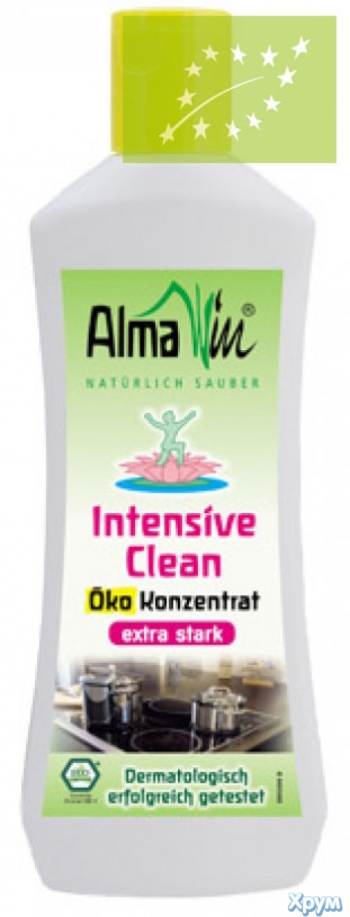 AlmaWin®
NATÜRLICH SAUBER
Intensive
Clean
Öko Konzentrat
extra stark
Dermatologisch
erfolgreich getestet
Хрум